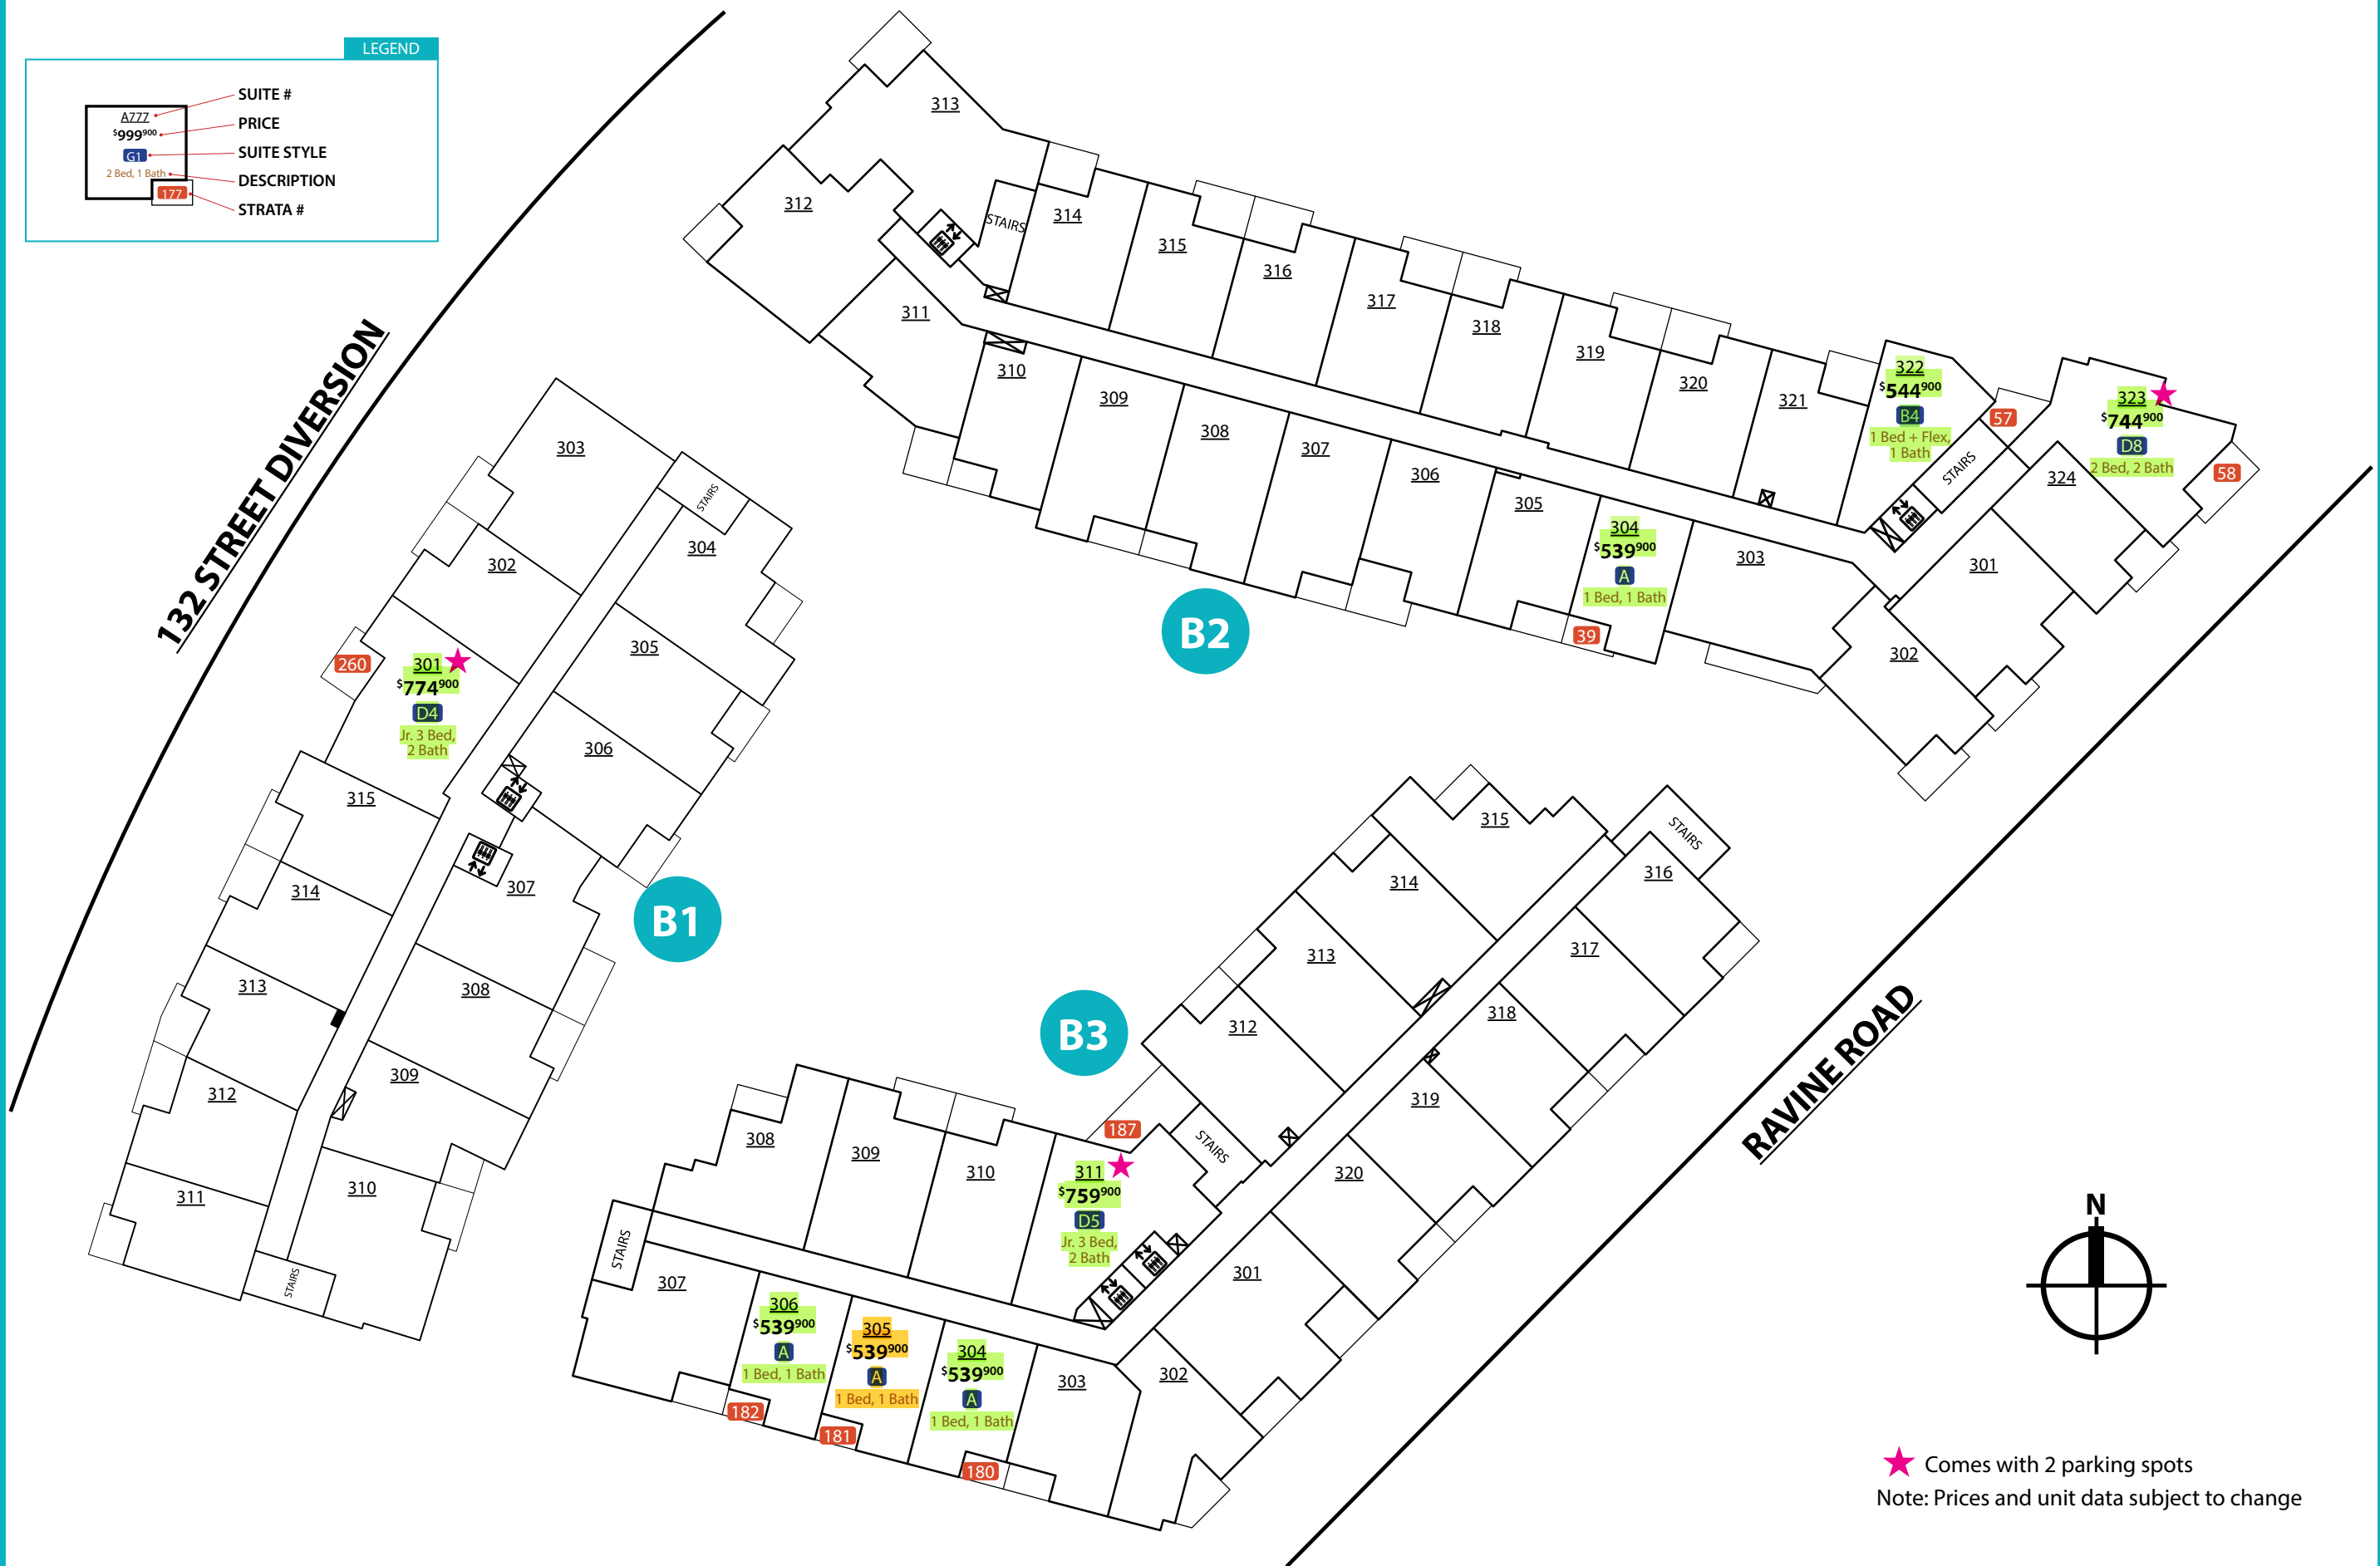 LEGEND
A777
$999900
G1
2 Bed, 1 Bath
177
SUITE #
PRICE
SUITE STYLE
DESCRIPTION
STRATA #
132 STREET DIVERSION
313
312
STAIRS
314
315
316
317
318
319
320
321
322
$544900
B4
1 Bed + Flex,
1 Bath
57
STAIRS
323
$744900
D8
2 Bed, 2 Bath
58
324
311
310
309
308
307
306
305
304
$539900
A
1 Bed, 1 Bath
39
303
301
302
B2
303
STAIRS
302
304
305
260
301
$774900
D4
Jr. 3 Bed,
2 Bath
306
315
314
307
313
308
309
312
311
310
STAIRS
B1
B3
315
STAIRS
314
316
313
317
312
318
319
187
STAIRS
308
309
310
311
$759900
D5
Jr. 3 Bed,
2 Bath
320
301
STAIRS
307
306
$539900
A
1 Bed, 1 Bath
182
305
$539900
A
1 Bed, 1 Bath
181
304
$539900
A
1 Bed, 1 Bath
180
303
302
RAVINE ROAD
N
Comes with 2 parking spots
Note: Prices and unit data subject to change